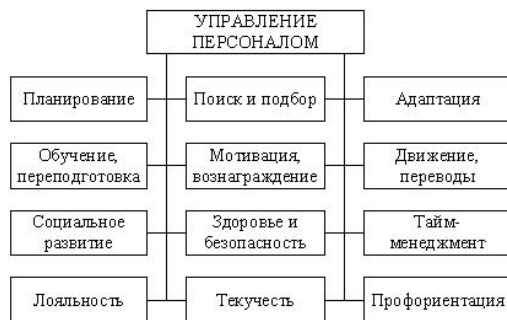 УПРАВЛЕНИЕ
ПЕРСОНАЛОМ
Планирование
Поиск и подбор
Адаптация
Обучение,
переподготовка
Мотивация,
вознаграждение
Движение,
переводы
Социальное
развитие
Здоровье и
безопасность
Тайм-
менеджмент
Лояльность
Текучесть
Профориентация